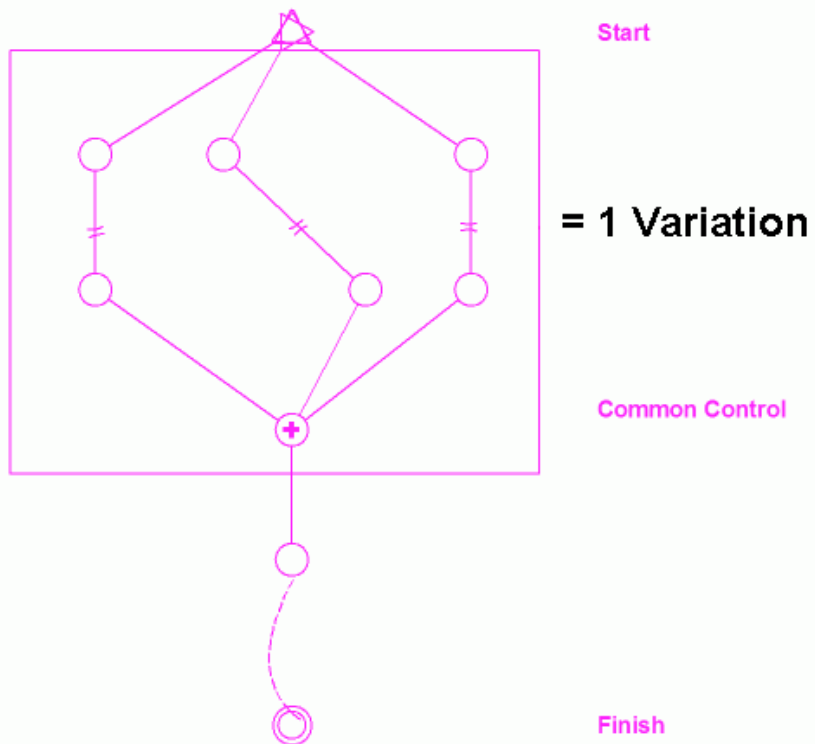 Start
= 1 Variation
Common Control
Finish